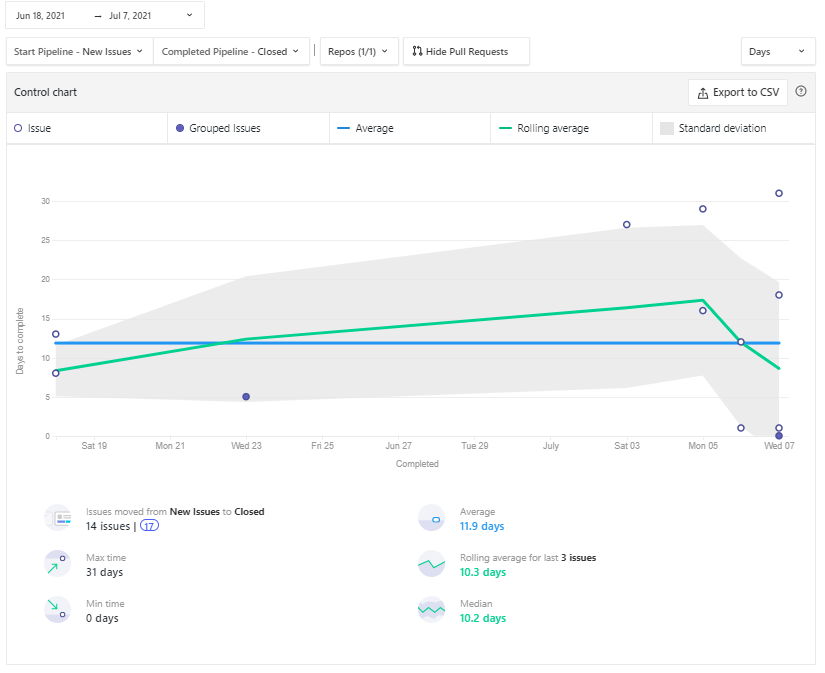 Jun 18, 2021 → Jul 7, 2021
Start Pipeline - New Issues
Completed Pipeline - Closed
Repos (1/1)
Hide Pull Requests
Days
Control chart
Export to CSV
?
Issue
Grouped Issues
Average
Rolling average
Standard deviation
Days to complete
30
25
20
15
10
5
0
Sat 19
Mon 21
Wed 23
Fri 25
Jun 27
Tue 29
July
Sat 03
Mon 05
Wed 07
Completed
Issues moved from New Issues to Closed
14 issues | 17
Max time
31 days
Min time
0 days
Average
11.9 days
Rolling average for last 3 issues
10.3 days
Median
10.2 days